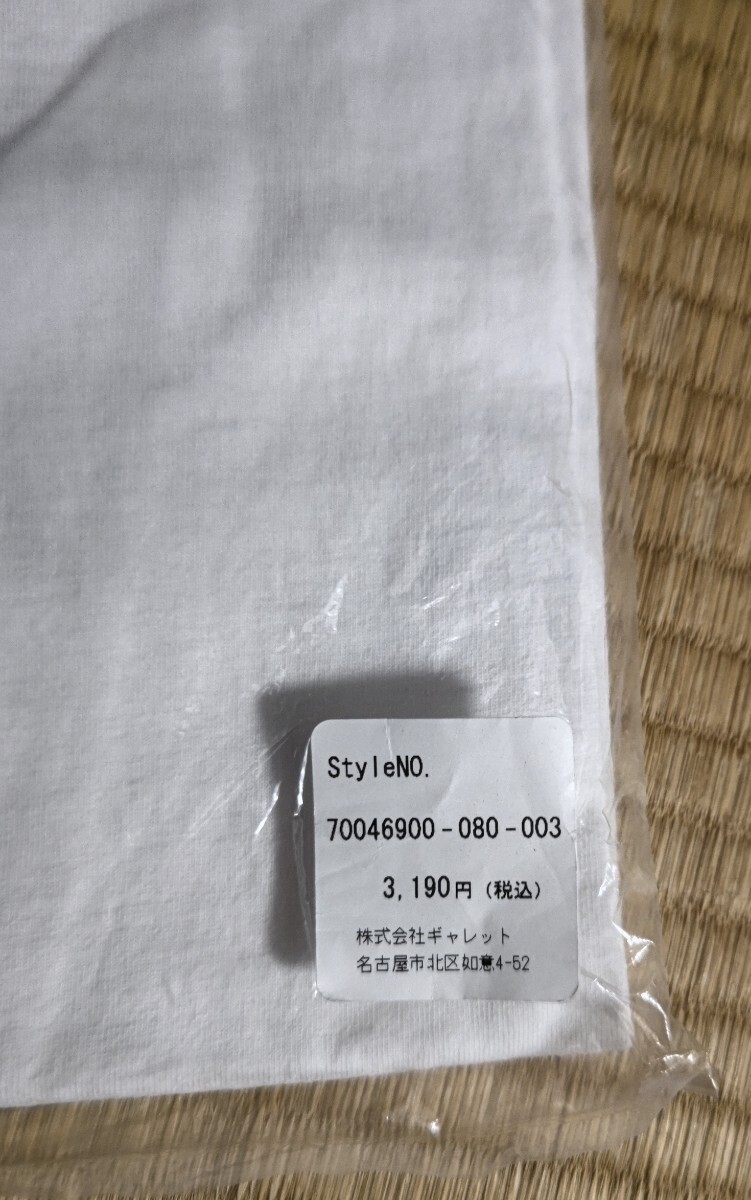 StyleNO.
70046900-080-003
3,190円(税込)
株式会社ギャレット
名古屋市北区如意4-52